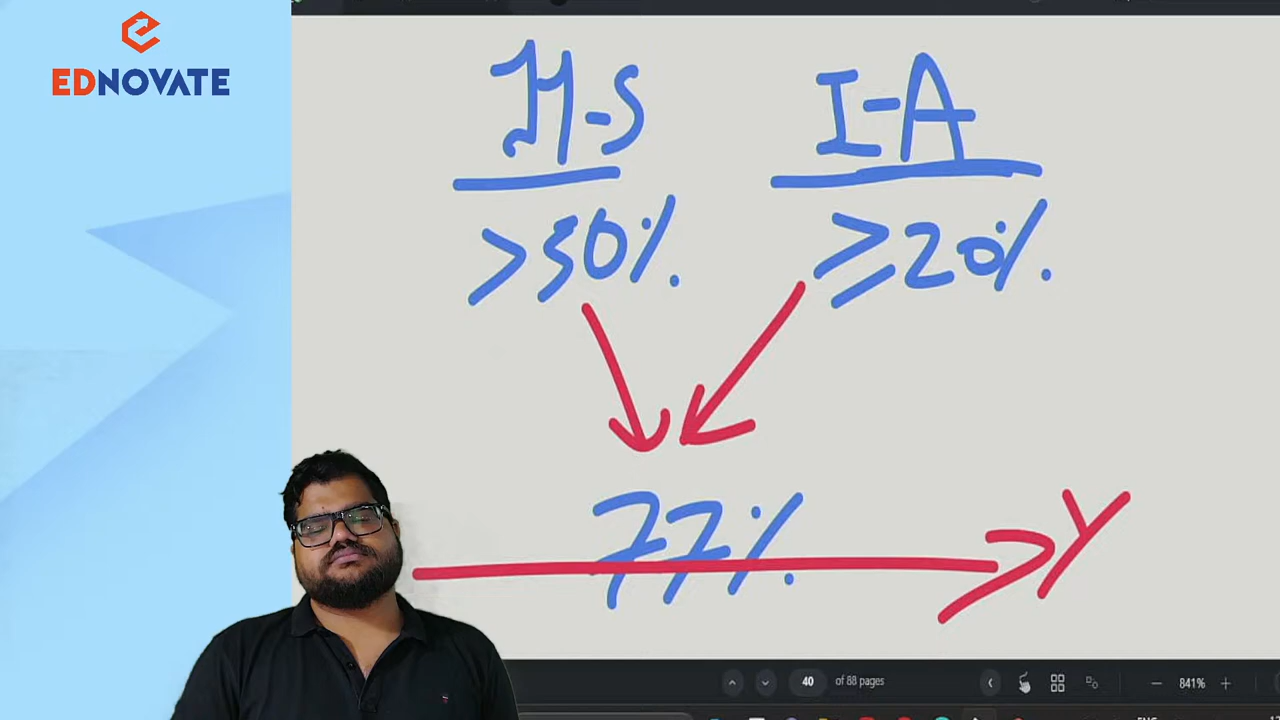 EDNOVATE
H-S I-A
>50% ≥20%
77%
Y
40 of 88 pages
841%